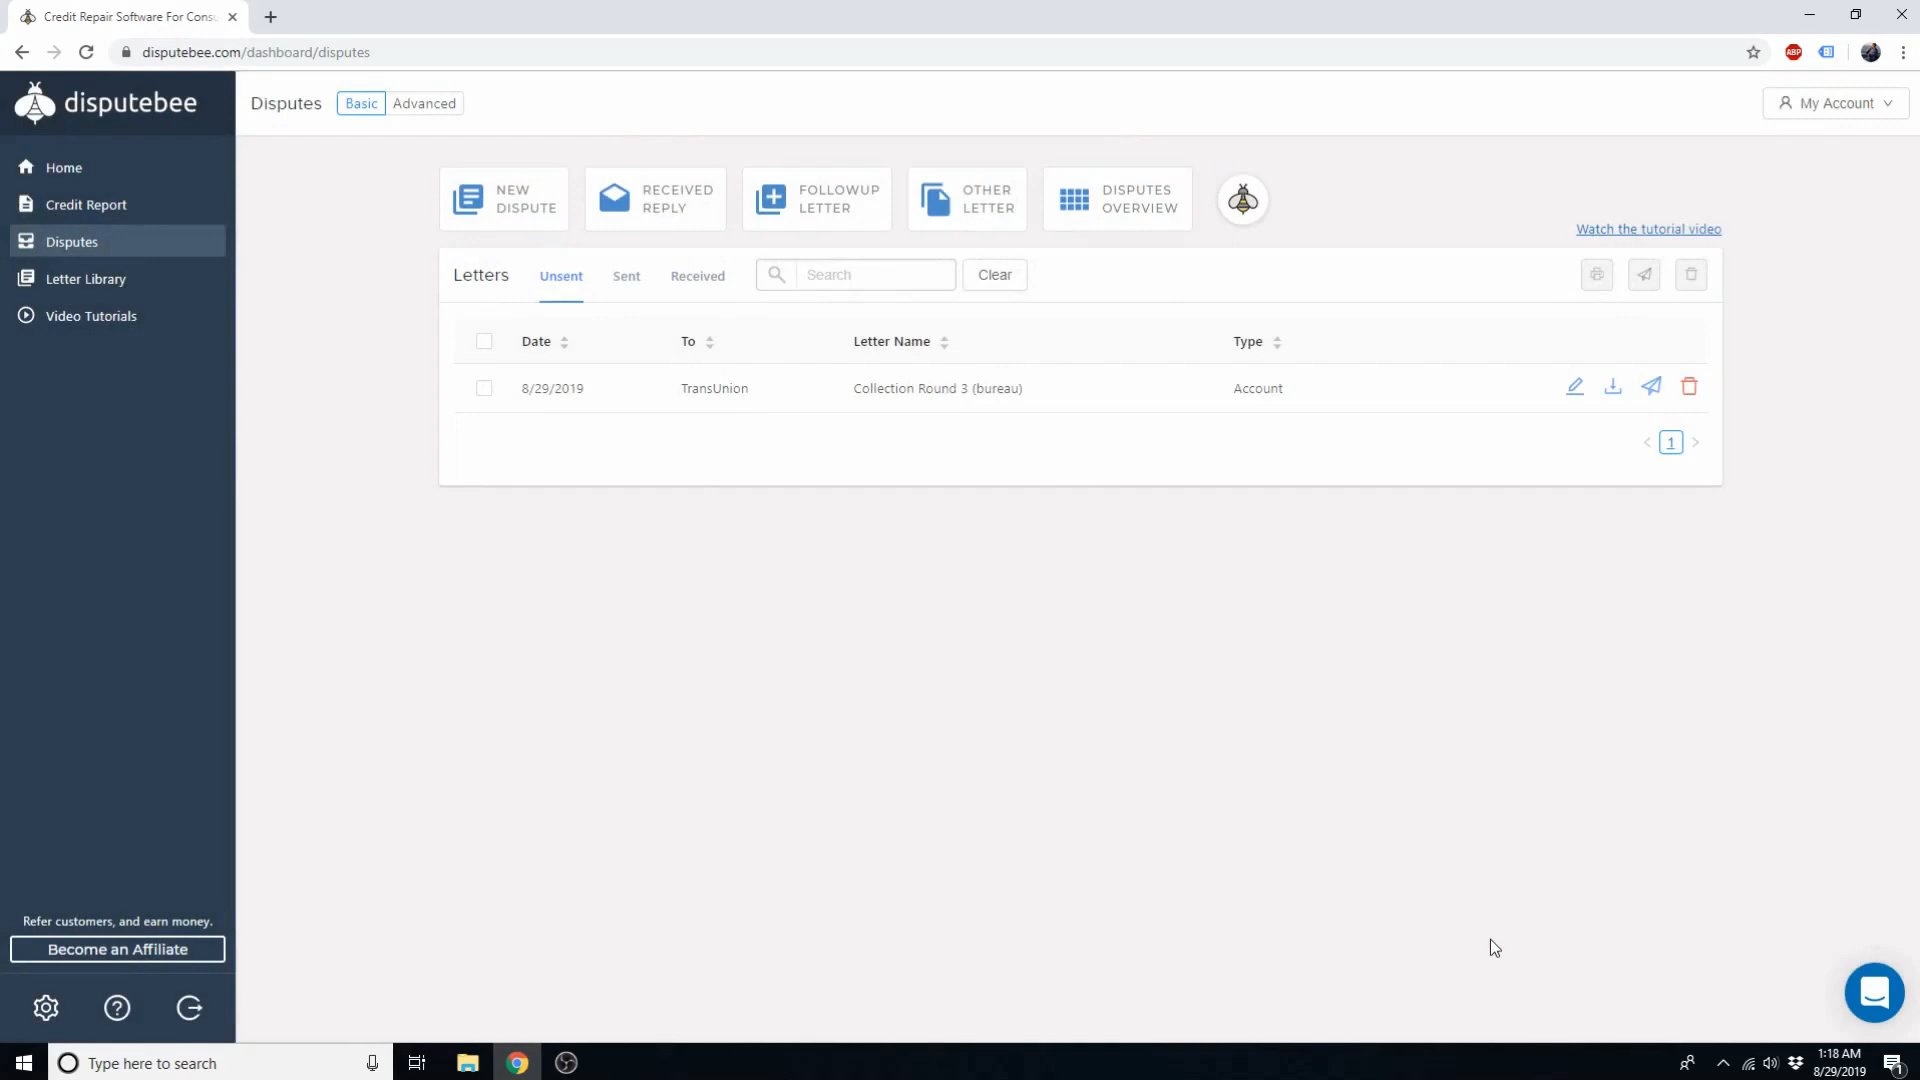 Credit Repair Software For Consu
disputebee.com/dashboard/disputes
ABP
disputebee
Disputes
Basic
Advanced
My Account
Home
Credit Report
Disputes
Letter Library
Video Tutorials
NEW
DISPUTE
RECEIVED
REPLY
FOLLOWUP
LETTER
OTHER
LETTER
DISPUTES
OVERVIEW
Watch the tutorial video
Letters
Unsent
Sent
Received
Search
Clear
Date
To
Letter Name
Type
8/29/2019
TransUnion
Collection Round 3 (bureau)
Account
1
Refer customers, and earn money.
Become an Affiliate
Type here to search
1:18 AM
8/29/2019
1